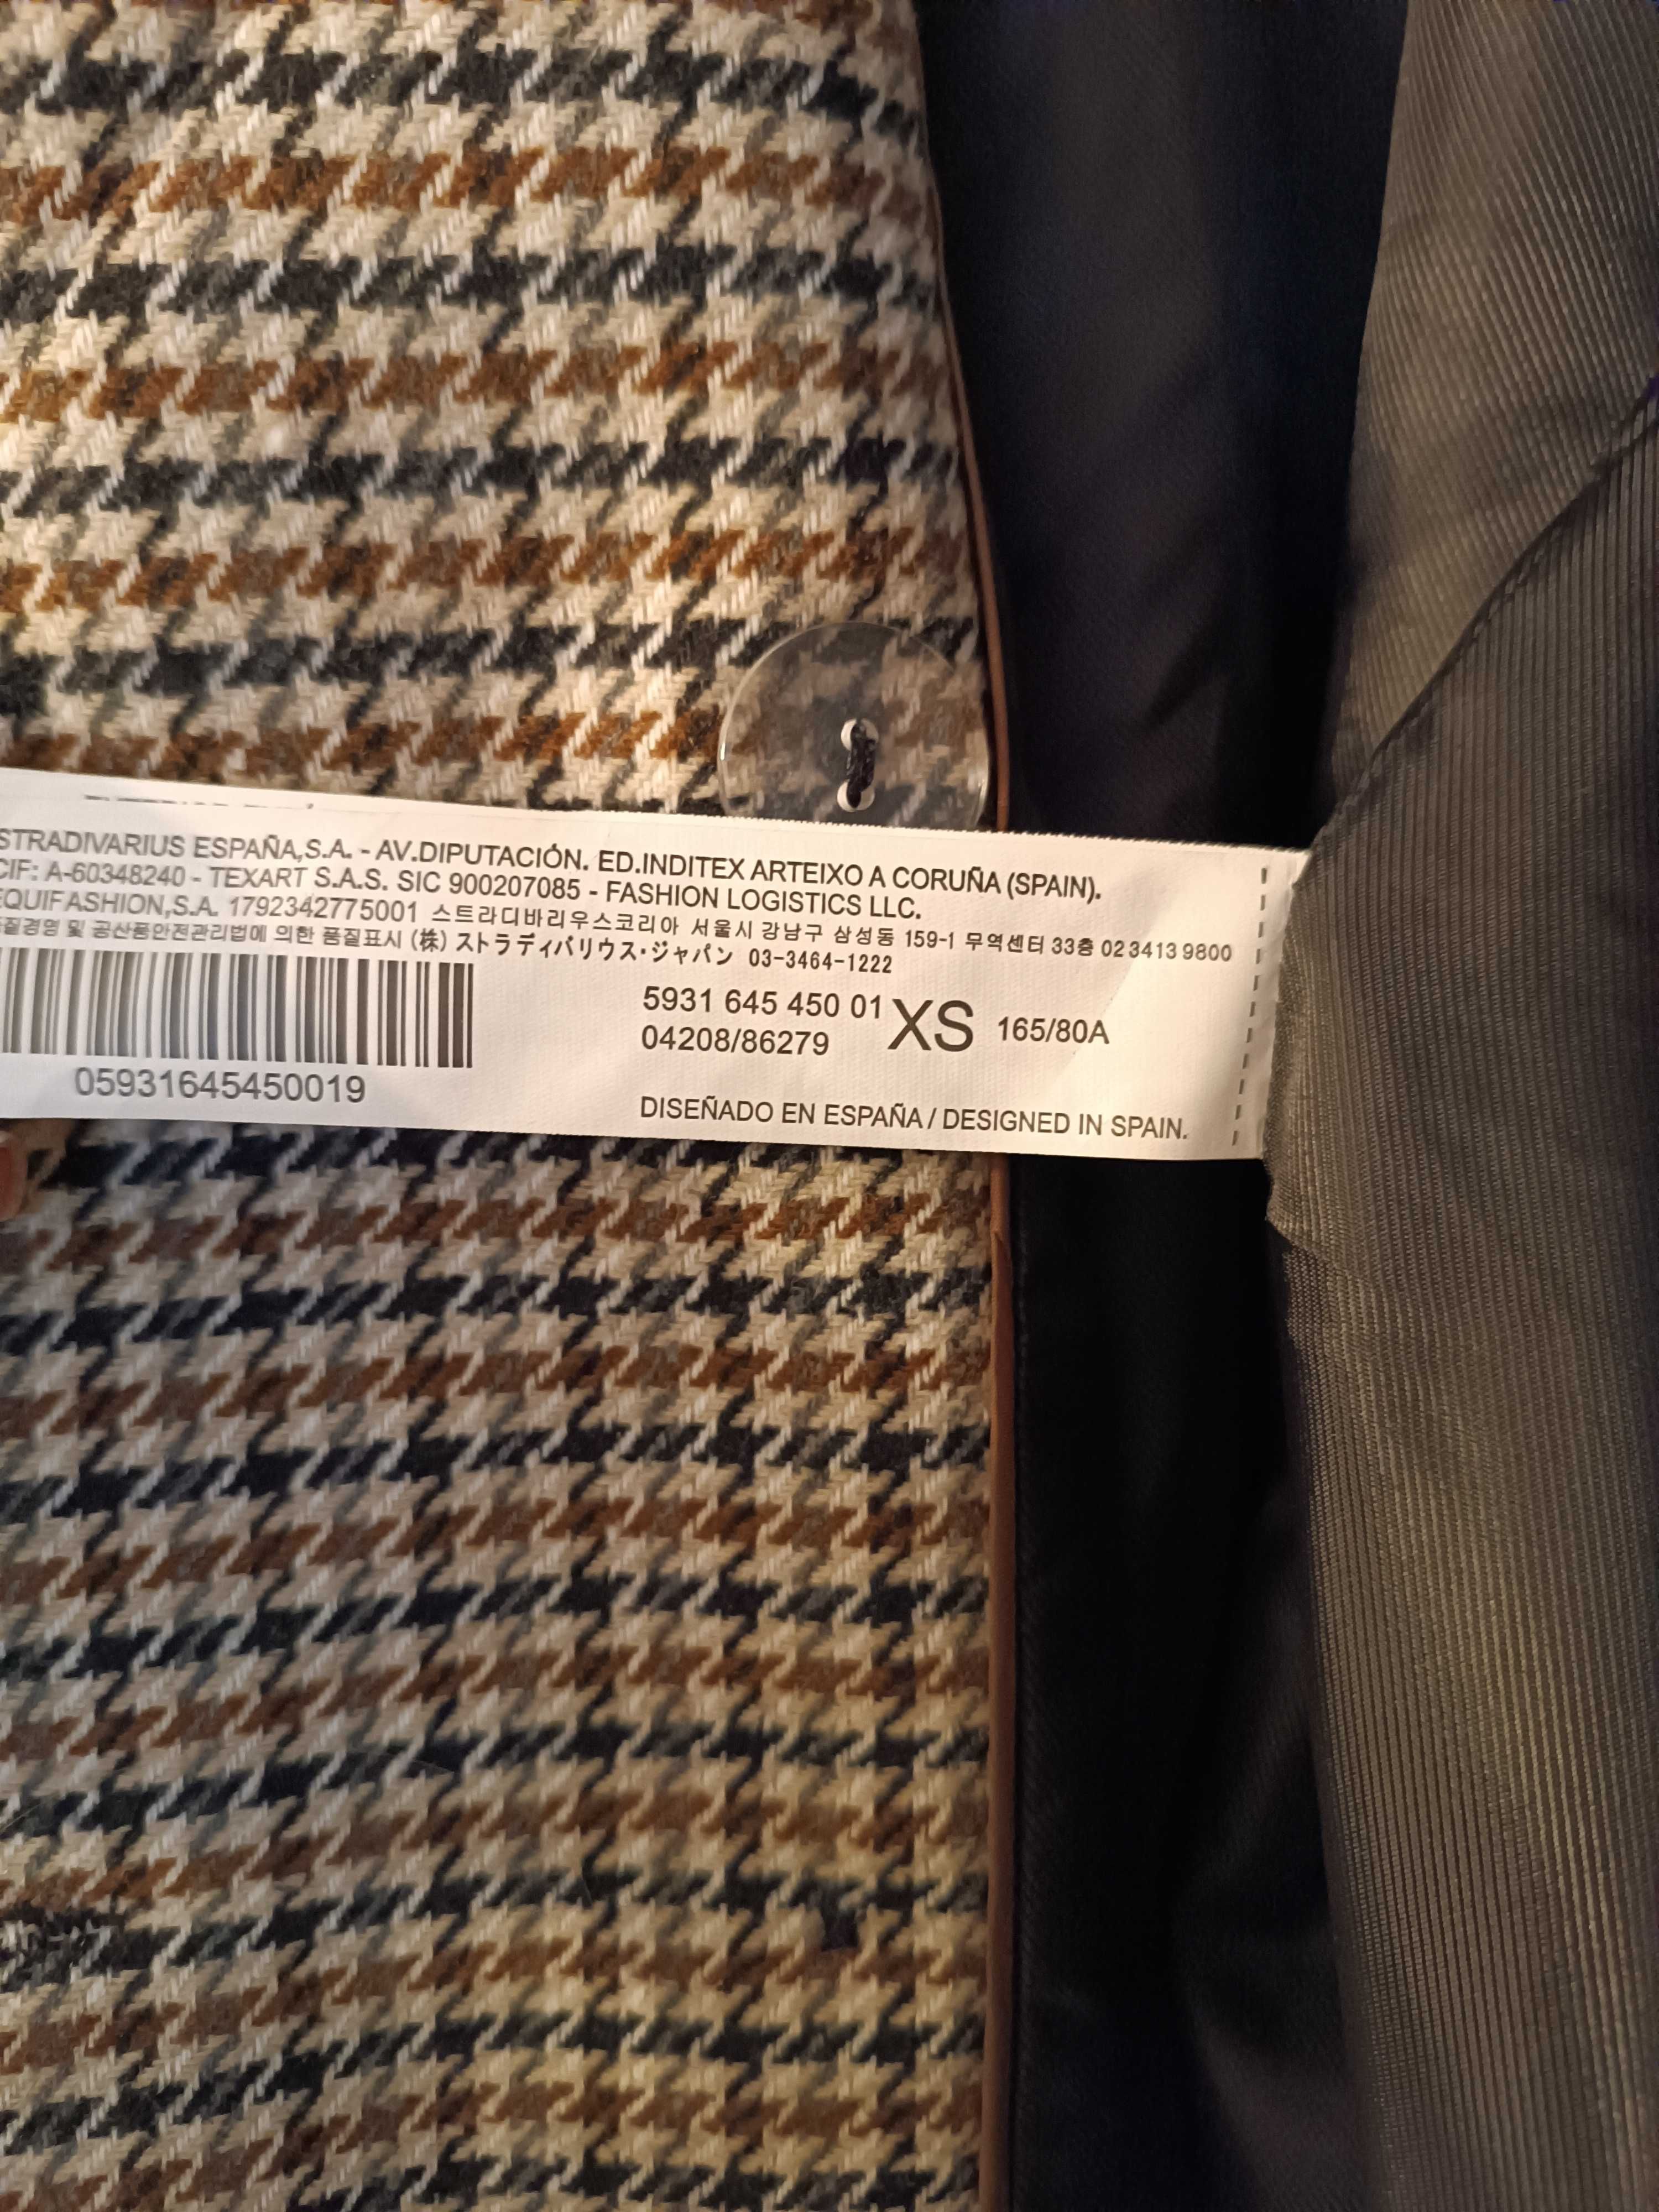 STRADIVARIUS ESPAÑA,S.A. - AV.DIPUTACIÓN. ED.INDITEX ARTEIXO A CORUÑA (SPAIN).
CIF: A-60348240 - TEXART S.A.S. SIC 900207085 - FASHION LOGISTICS LLC.
EQUIFASHION,S.A. 1792342775001 스트라디바리우스코리아 서울시 강남구 삼성동 159-1 무역센터 33층 02 3413 9800
품질경영 및 공산품안전관리법에 의한 품질표시 (株) ストラディバリウス・ジャパン 03-3464-1222
5931 645 450 01 XS 165/80A
04208/86279
05931645450019
DISEÑADO EN ESPAÑA / DESIGNED IN SPAIN.